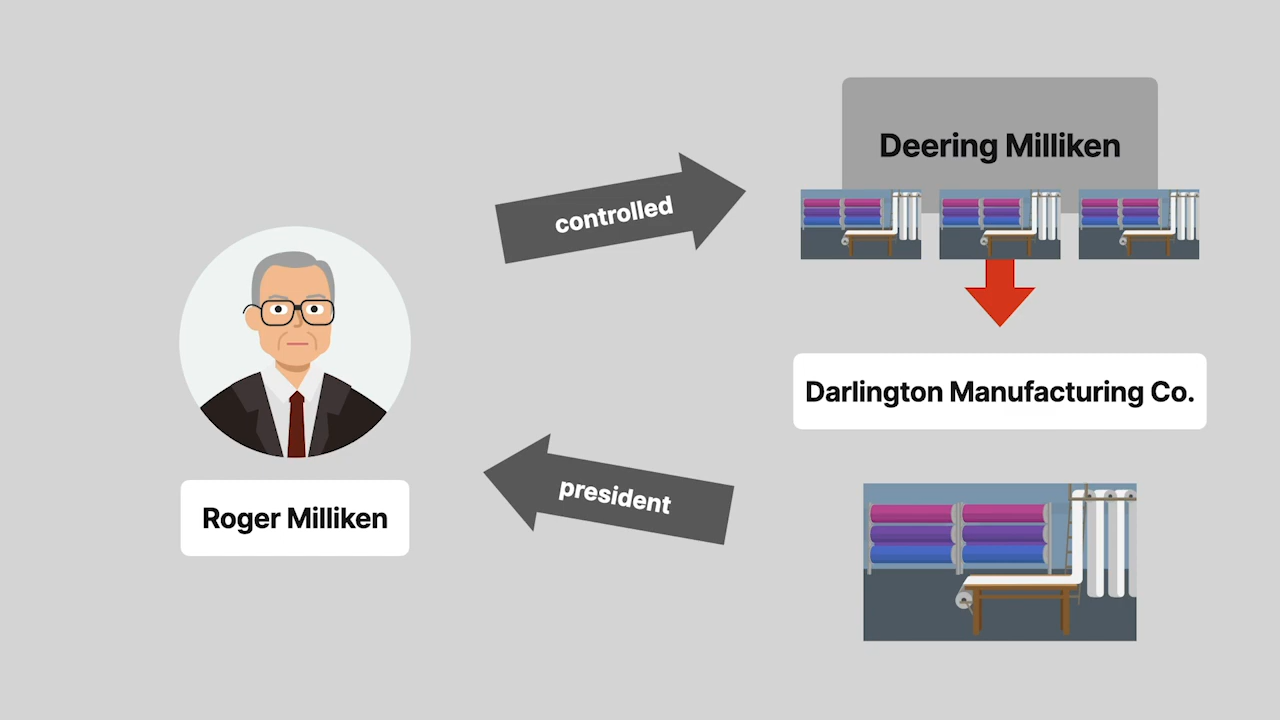 Deering Milliken
controlled
Darlington Manufacturing Co.
president
Roger Milliken